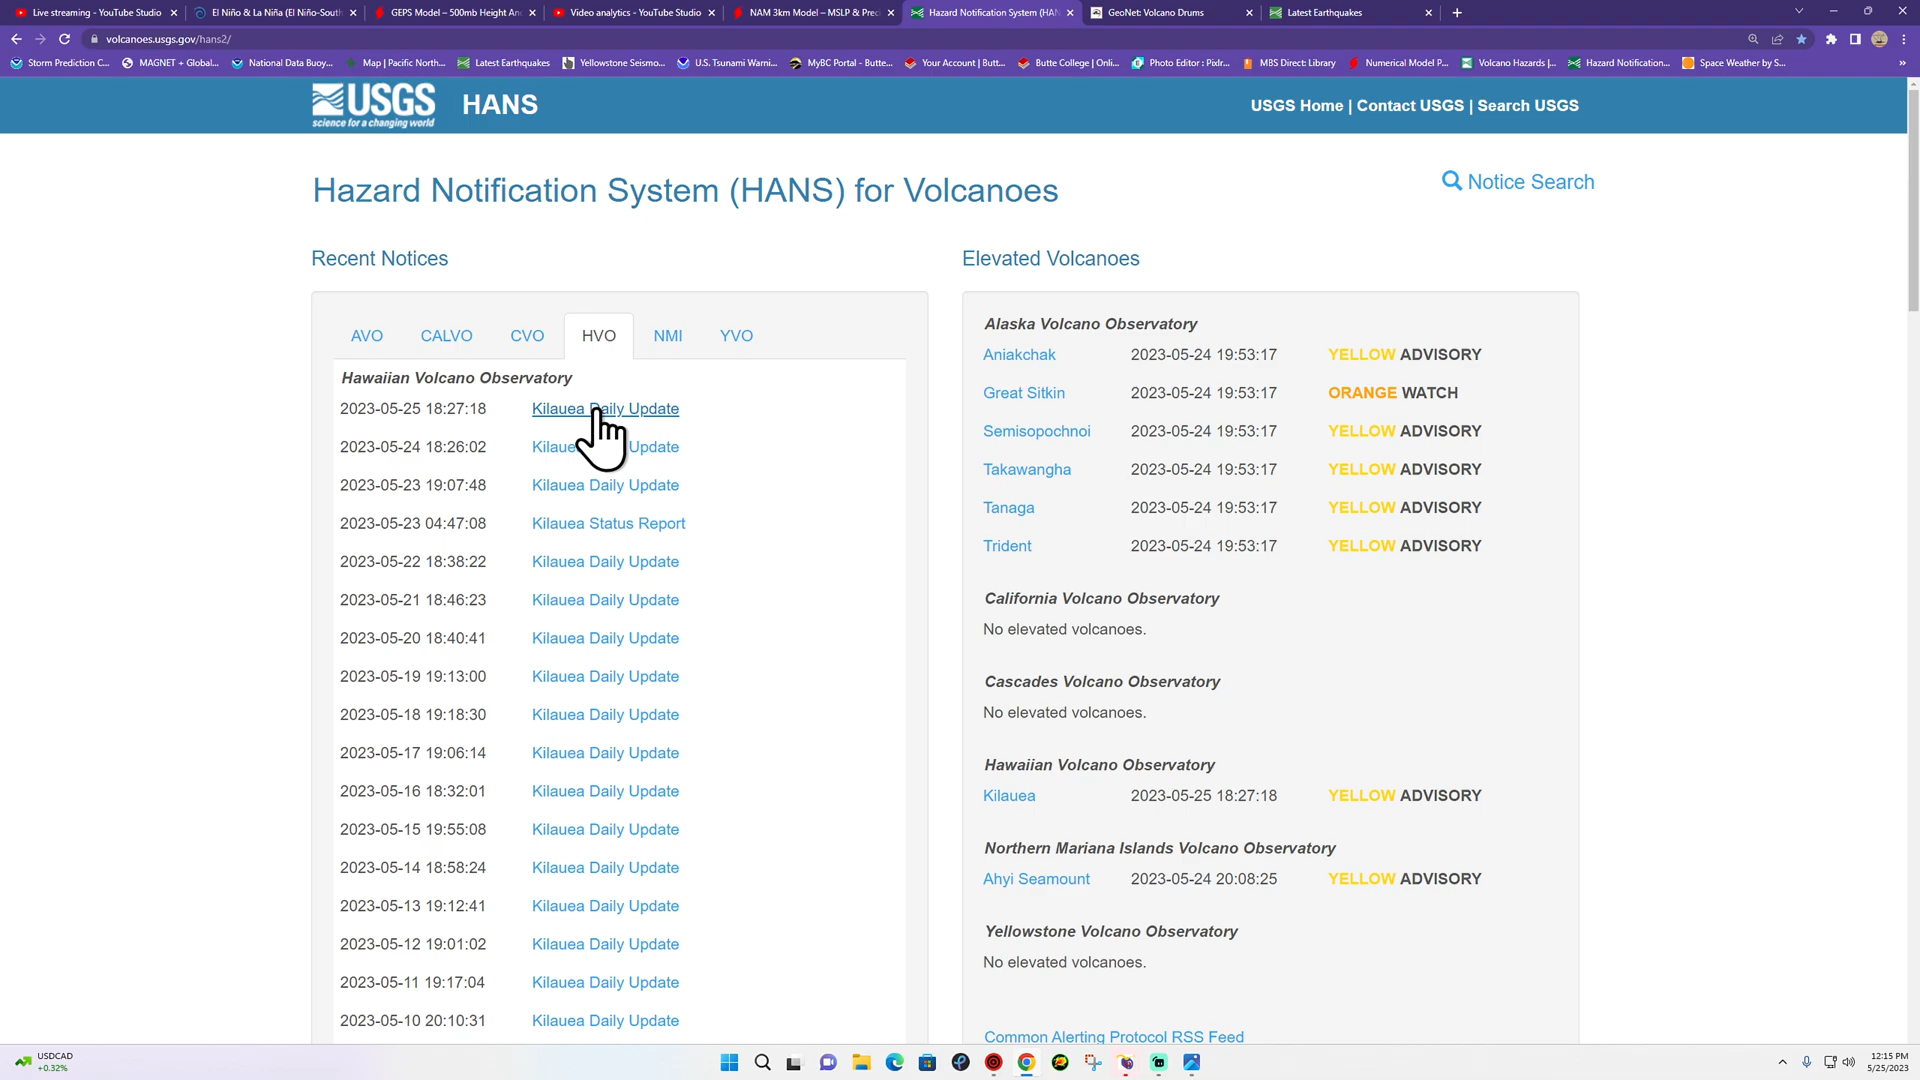 Live streaming - YouTube Studio
El Niño & La Niña (El Niño-South
GEPS Model – 500mb Height An
Video analytics - YouTube Studio
NAM 3km Model – MSLP & Prec
Hazard Notification System (HAN
GeoNet: Volcano Drums
Latest Earthquakes
volcanoes.usgs.gov/hans2/
Storm Prediction C...
MAGNET + Global...
National Data Buoy...
Map | Pacific North...
Latest Earthquakes
Yellowstone Seismo...
U.S. Tsunami Warni...
MyBC Portal - Butte...
Your Account | Butt...
Butte College | Onli...
Photo Editor : Pixlr...
MBS Direct: Library
Numerical Model P...
Volcano Hazards |...
Hazard Notification...
Space Weather by S...
USGS
science for a changing world
HANS
USGS Home | Contact USGS | Search USGS
Hazard Notification System (HANS) for Volcanoes
Notice Search
Recent Notices
AVO CALVO CVO HVO NMI YVO
Hawaiian Volcano Observatory
2023-05-25 18:27:18 Kilauea Daily Update
2023-05-24 18:26:02 Kilauea Update
2023-05-23 19:07:48 Kilauea Daily Update
2023-05-23 04:47:08 Kilauea Status Report
2023-05-22 18:38:22 Kilauea Daily Update
2023-05-21 18:46:23 Kilauea Daily Update
2023-05-20 18:40:41 Kilauea Daily Update
2023-05-19 19:13:00 Kilauea Daily Update
2023-05-18 19:18:30 Kilauea Daily Update
2023-05-17 19:06:14 Kilauea Daily Update
2023-05-16 18:32:01 Kilauea Daily Update
2023-05-15 19:55:08 Kilauea Daily Update
2023-05-14 18:58:24 Kilauea Daily Update
2023-05-13 19:12:41 Kilauea Daily Update
2023-05-12 19:01:02 Kilauea Daily Update
2023-05-11 19:17:04 Kilauea Daily Update
2023-05-10 20:10:31 Kilauea Daily Update
Elevated Volcanoes
Alaska Volcano Observatory
Aniakchak 2023-05-24 19:53:17 YELLOW ADVISORY
Great Sitkin 2023-05-24 19:53:17 ORANGE WATCH
Semisopochnoi 2023-05-24 19:53:17 YELLOW ADVISORY
Takawangha 2023-05-24 19:53:17 YELLOW ADVISORY
Tanaga 2023-05-24 19:53:17 YELLOW ADVISORY
Trident 2023-05-24 19:53:17 YELLOW ADVISORY
California Volcano Observatory
No elevated volcanoes.
Cascades Volcano Observatory
No elevated volcanoes.
Hawaiian Volcano Observatory
Kilauea 2023-05-25 18:27:18 YELLOW ADVISORY
Northern Mariana Islands Volcano Observatory
Ahyi Seamount 2023-05-24 20:08:25 YELLOW ADVISORY
Yellowstone Volcano Observatory
No elevated volcanoes.
Common Alerting Protocol RSS Feed
USDCAD
+0.32%
12:15 PM
5/25/2023